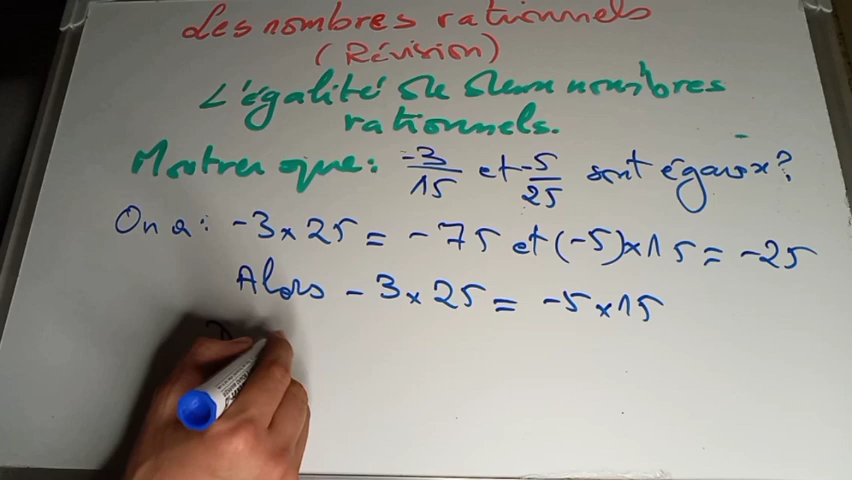 Les nombres rationnels
(Révision)
L'égalité de deux nombres
rationnels.
Montrer que: -3/15 et -5/25 sont égaux?
On a: -3×25 = -75 et (-5)×15 = -25
Alors -3×25 = -5×15